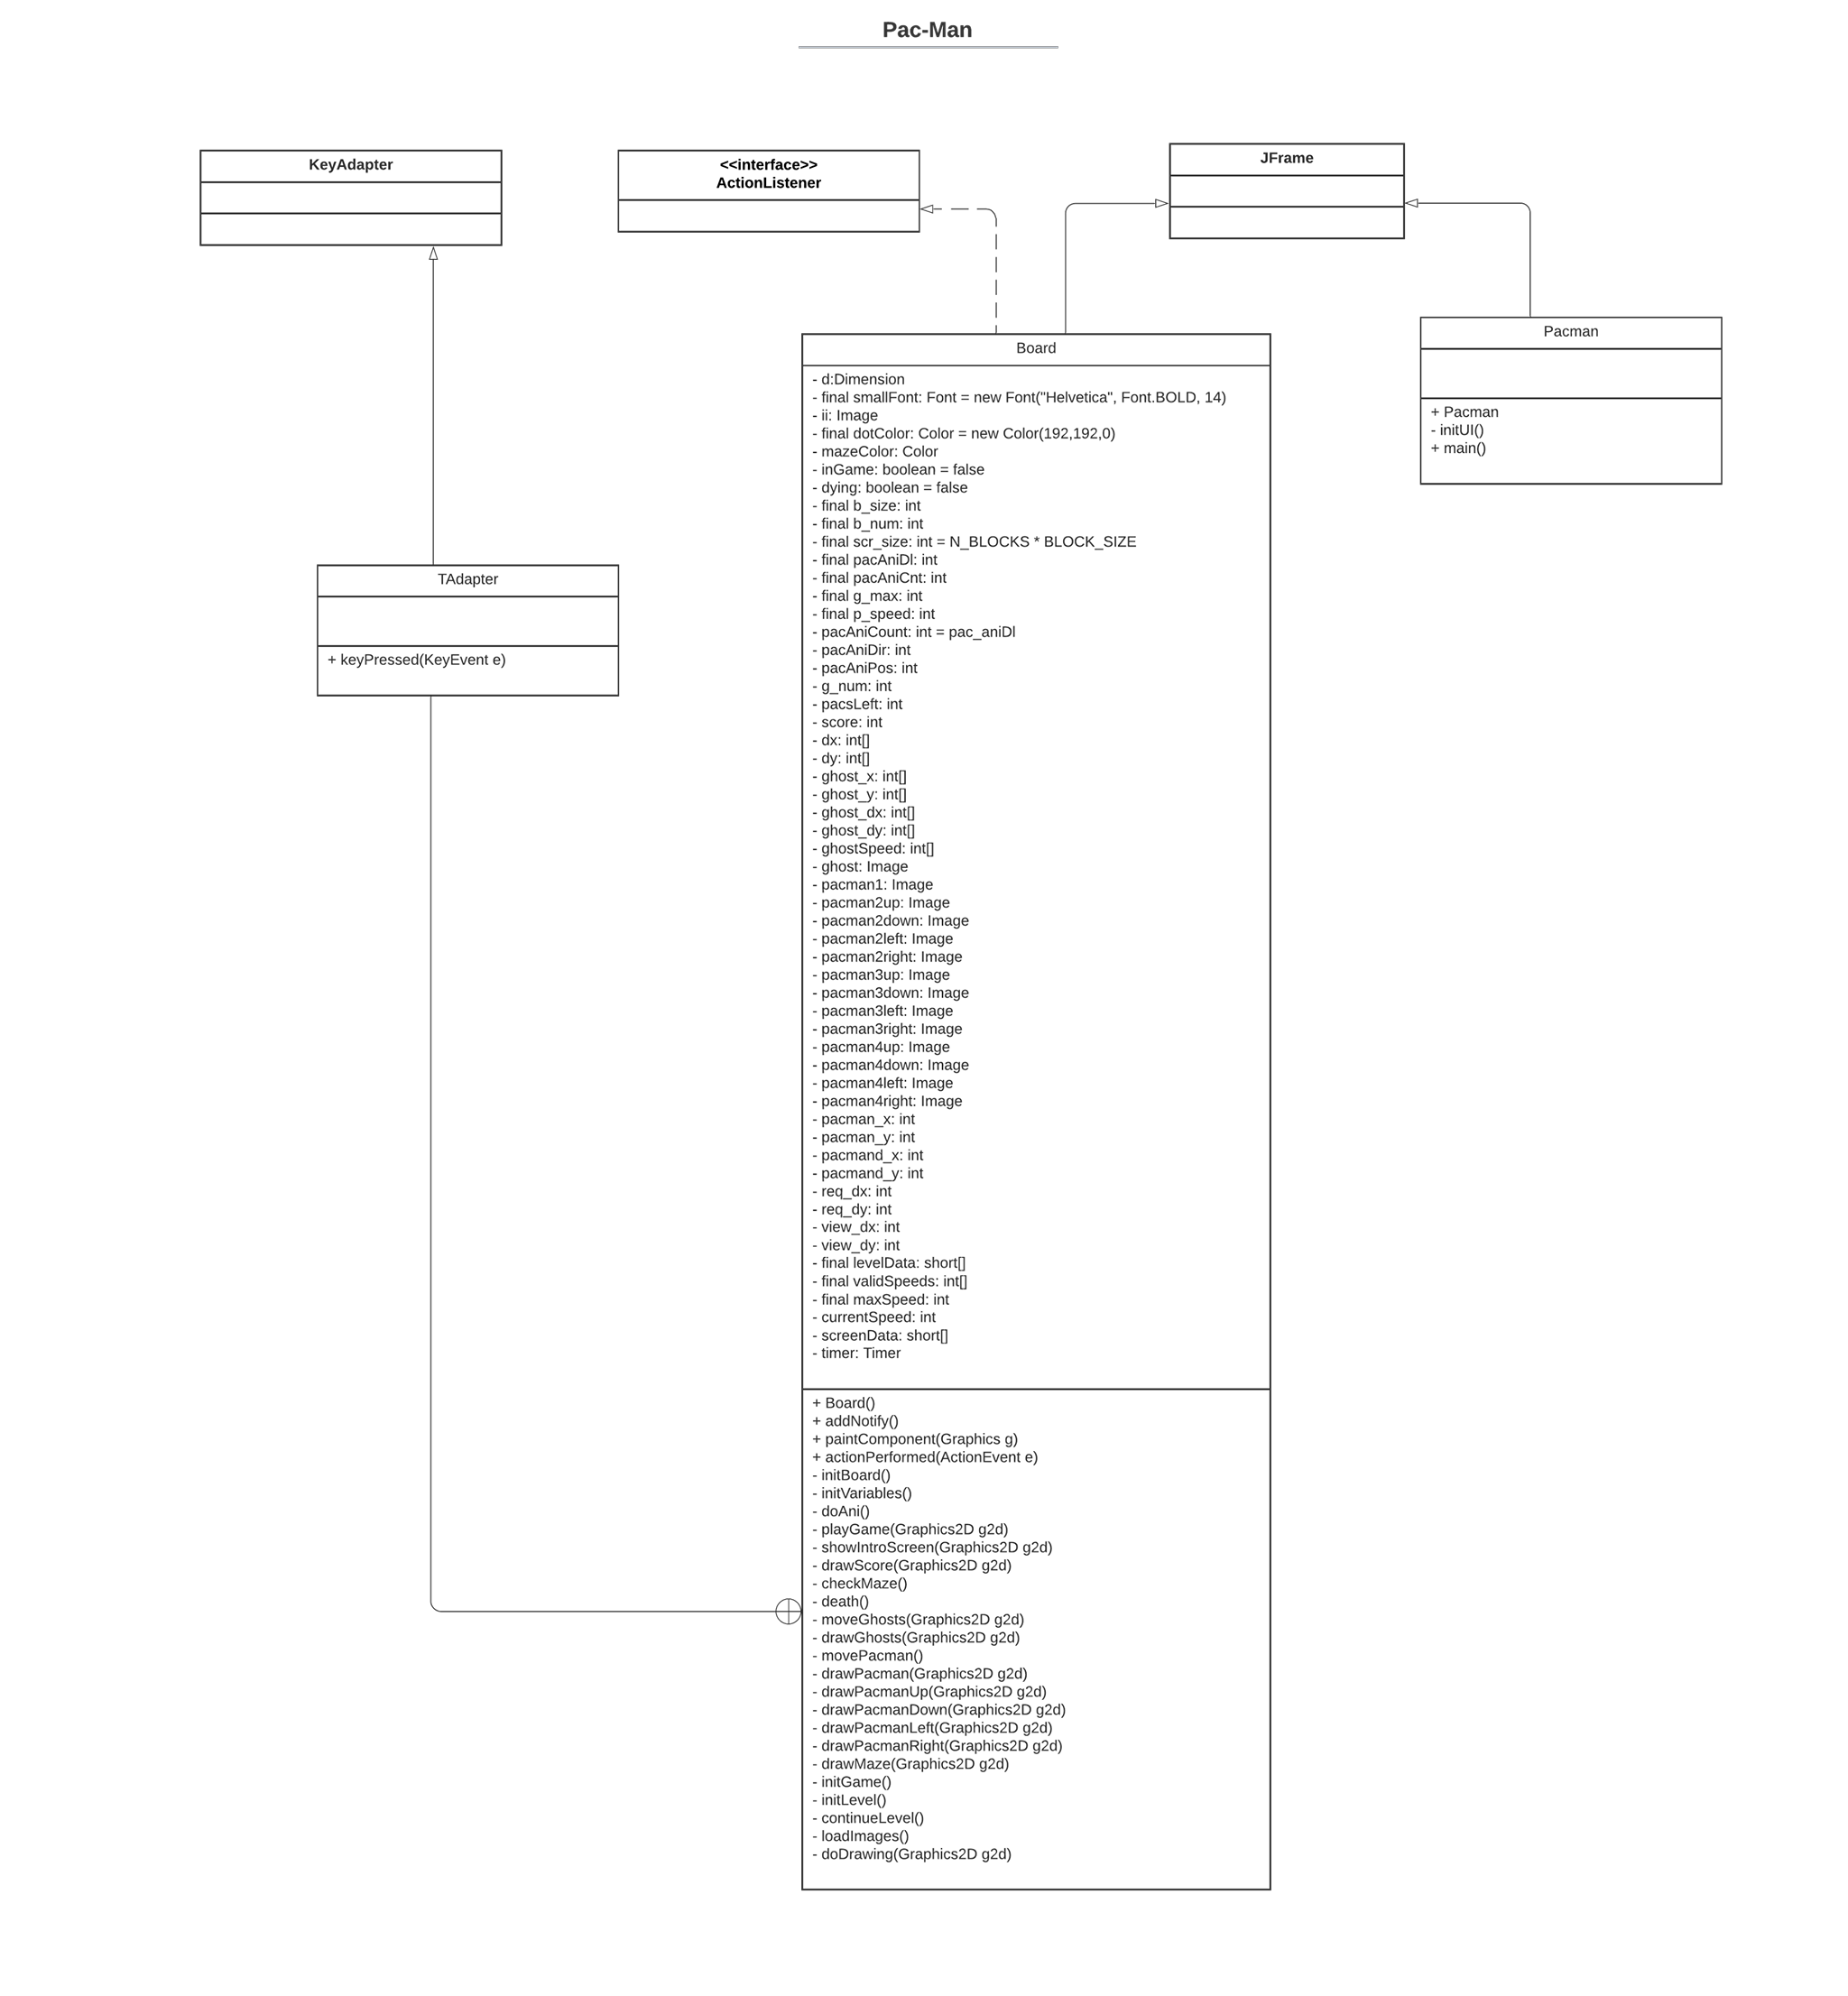 Pac-Man
KeyAdapter
<<interface>>
ActionListener
JFrame
Pacman
+ Pacman
- initUI()
+ main()
TAdapter
+ keyPressed(KeyEvent e)
Board
- d:Dimension
- final smallFont: Font = new Font("Helvetica", Font.BOLD, 14)
- ii: Image
- final dotColor: Color = new Color(192,192,0)
- mazeColor: Color
- inGame: boolean = false
- dying: boolean = false
- final b_size: int
- final b_num: int
- final scr_size: int = N_BLOCKS * BLOCK_SIZE
- final pacAniDl: int
- final pacAniCnt: int
- final g_max: int
- final p_speed: int
- pacAniCount: int = pac_aniDl
- pacAniDir: int
- pacAniPos: int
- g_num: int
- pacsLeft: int
- score: int
- dx: int[]
- dy: int[]
- ghost_x: int[]
- ghost_y: int[]
- ghost_dx: int[]
- ghost_dy: int[]
- ghostSpeed: int[]
- ghost: Image
- pacman1: Image
- pacman2up: Image
- pacman2down: Image
- pacman2left: Image
- pacman2right: Image
- pacman3up: Image
- pacman3down: Image
- pacman3left: Image
- pacman3right: Image
- pacman4up: Image
- pacman4down: Image
- pacman4left: Image
- pacman4right: Image
- pacman_x: int
- pacman_y: int
- pacmand_x: int
- pacmand_y: int
- req_dx: int
- req_dy: int
- view_dx: int
- view_dy: int
- final levelData: short[]
- final validSpeeds: int[]
- final maxSpeed: int
- currentSpeed: int
- screenData: short[]
- timer: Timer
+ Board()
+ addNotify()
+ paintComponent(Graphics g)
+ actionPerformed(ActionEvent e)
- initBoard()
- initVariables()
- doAni()
- playGame(Graphics2D g2d)
- showIntroScreen(Graphics2D g2d)
- drawScore(Graphics2D g2d)
- checkMaze()
- death()
- moveGhosts(Graphics2D g2d)
- drawGhosts(Graphics2D g2d)
- movePacman()
- drawPacman(Graphics2D g2d)
- drawPacmanUp(Graphics2D g2d)
- drawPacmanDown(Graphics2D g2d)
- drawPacmanLeft(Graphics2D g2d)
- drawPacmanRight(Graphics2D g2d)
- drawMaze(Graphics2D g2d)
- initGame()
- initLevel()
- continueLevel()
- loadImages()
- doDrawing(Graphics2D g2d)